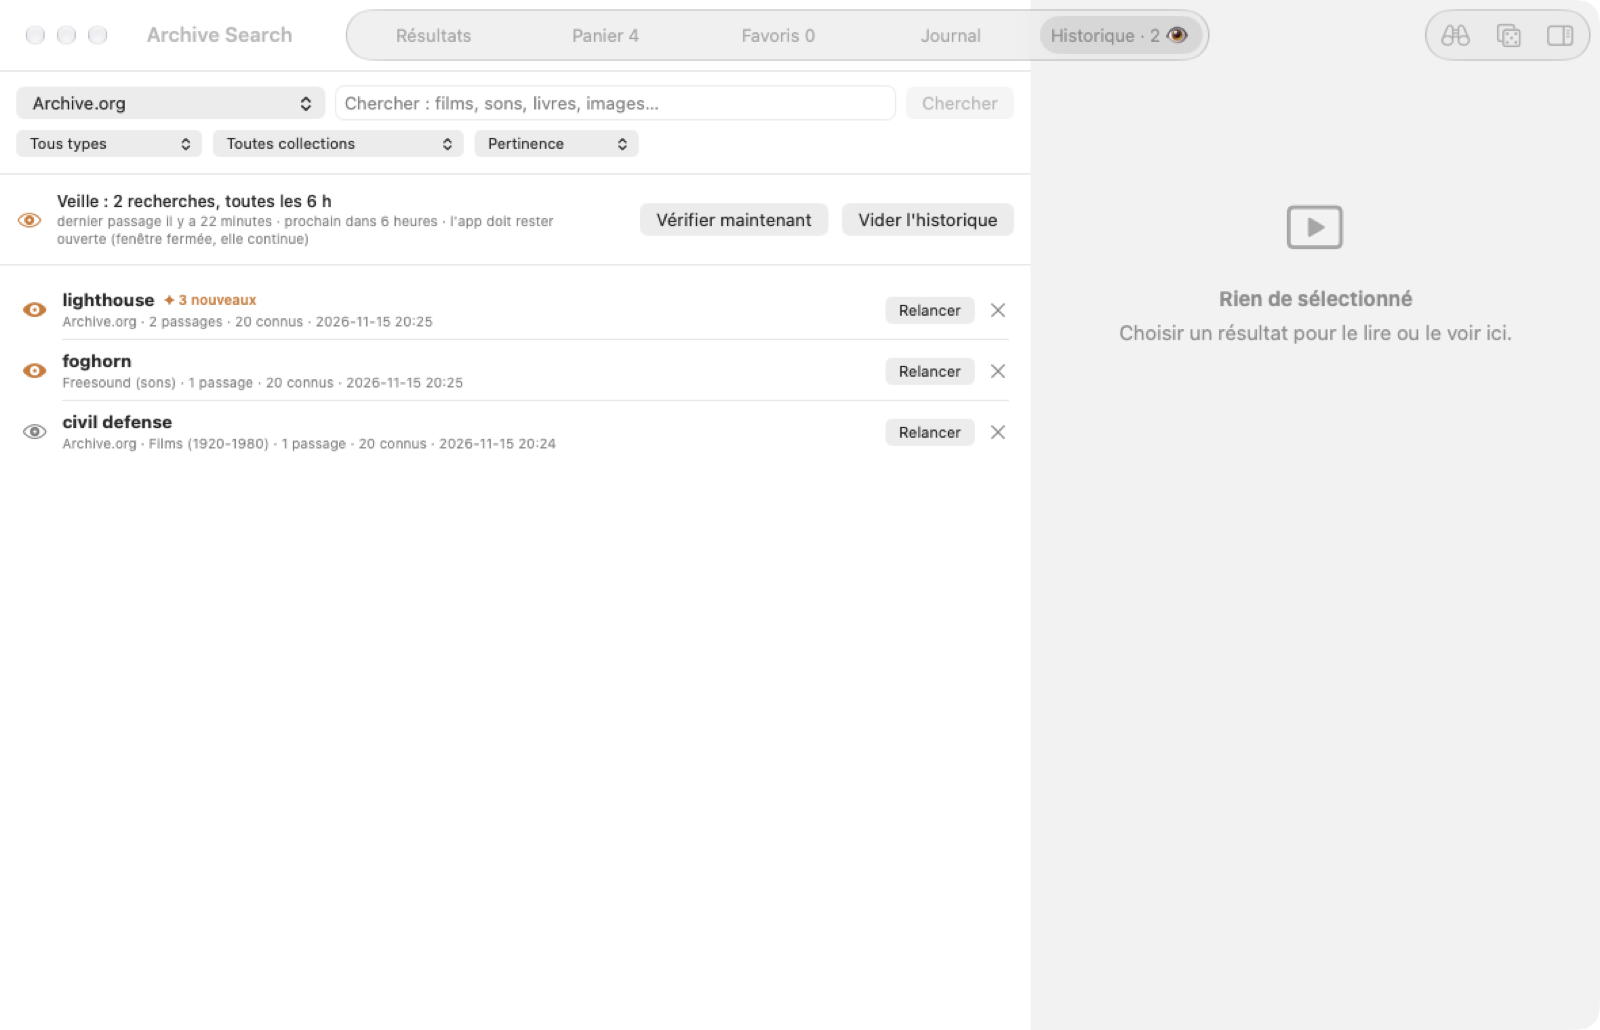 Archive Search
Résultats
Panier 4
Favoris 0
Journal
Historique · 2
Archive.org
Chercher : films, sons, livres, images...
Chercher
Tous types
Toutes collections
Pertinence
Veille : 2 recherches, toutes les 6 h
dernier passage il y a 22 minutes · prochain dans 6 heures · l'app doit rester
ouverte (fenêtre fermée, elle continue)
Vérifier maintenant
Vider l'historique
lighthouse ✦ 3 nouveaux
Archive.org · 2 passages · 20 connus · 2026-11-15 20:25
Relancer
foghorn
Freesound (sons) · 1 passage · 20 connus · 2026-11-15 20:25
Relancer
civil defense
Archive.org · Films (1920-1980) · 1 passage · 20 connus · 2026-11-15 20:24
Relancer
Rien de sélectionné
Choisir un résultat pour le lire ou le voir ici.